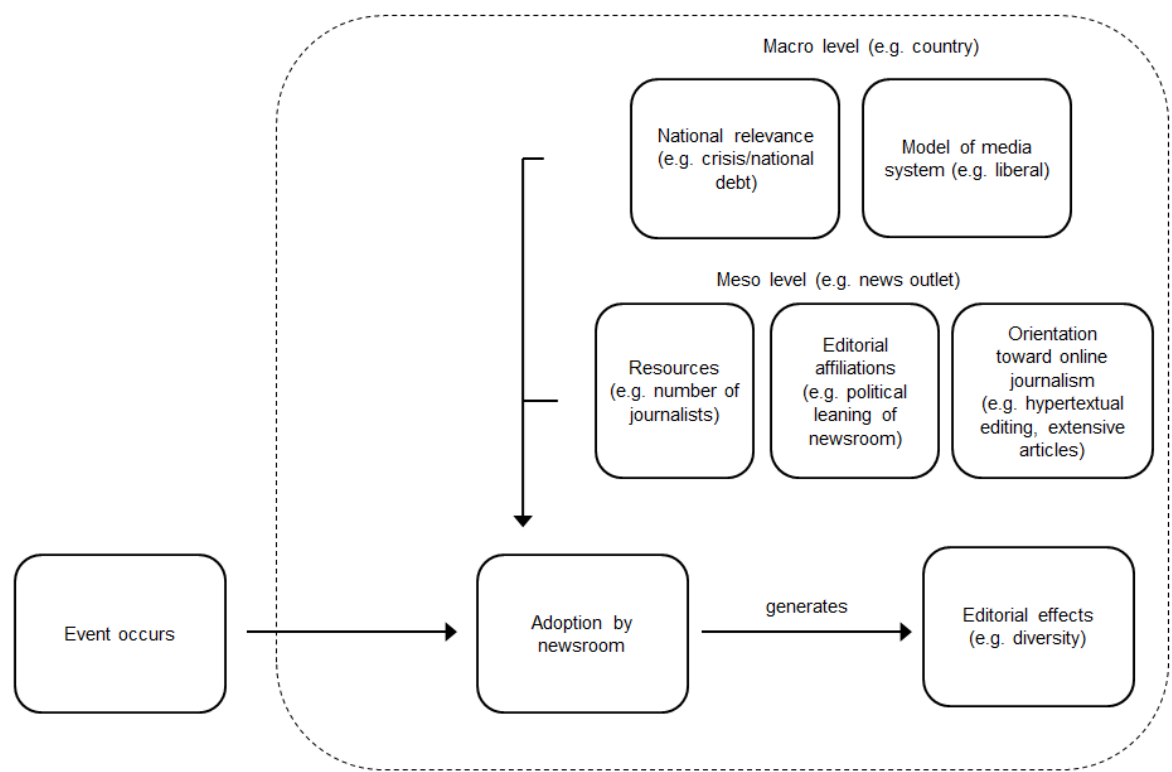 Macro level (e.g. country)
National relevance
(e.g. crisis/national
debt)
Model of media
system (e.g. liberal)
Meso level (e.g. news outlet)
Resources
(e.g. number of
journalists)
Editorial
affiliations
(e.g. political
leaning of
newsroom)
Orientation
toward online
journalism
(e.g. hypertextual
editing, extensive
articles)
Event occurs
Adoption by
newsroom
generates
Editorial effects
(e.g. diversity)